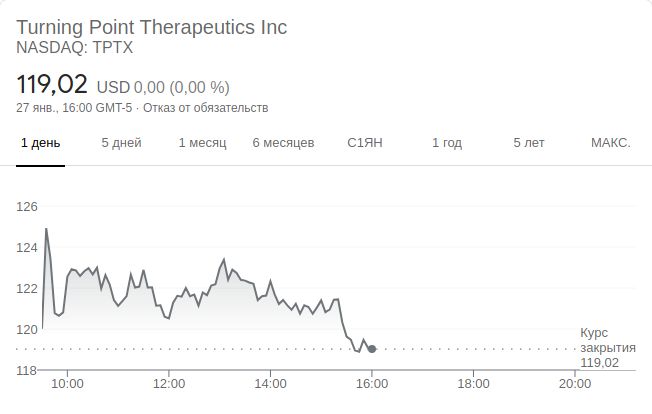 Turning Point Therapeutics Inc
NASDAQ: TPTX
119,02 USD 0,00 (0,00 %)
27 янв., 16:00 GMT-5 · Отказ от обязательств
1 день 5 дней 1 месяц 6 месяцев С1ЯН 1 год 5 лет МАКС.
126
124
122
120
118
Курс
закрытия
119,02
10:00 12:00 14:00 16:00 18:00 20:00